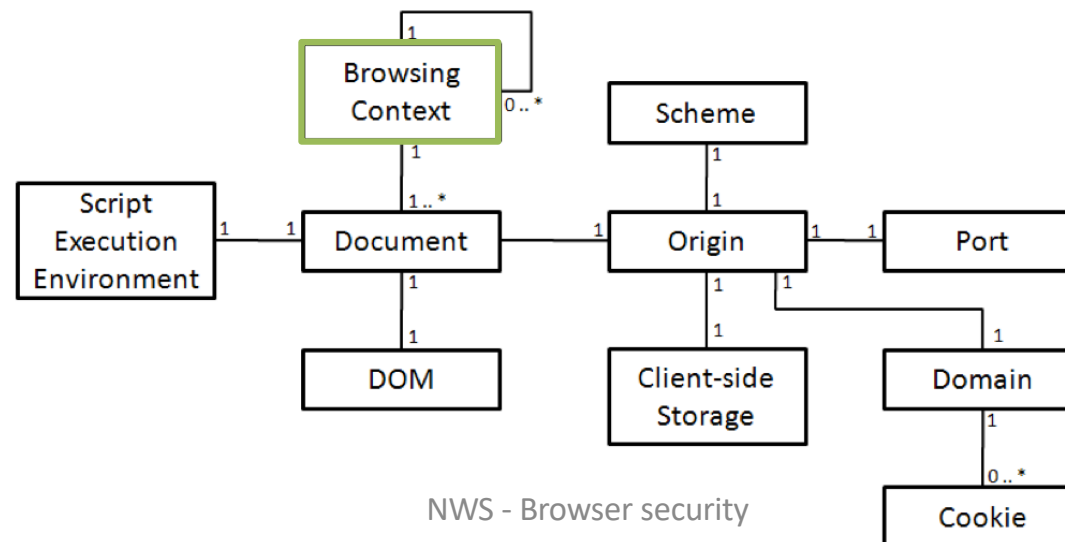 1
Browsing
Context
0 .. *
Scheme
1
1
1 .. *
1
1
Script
Execution
Environment
1
1
Document
1
Origin
1
1
Port
1
1
1
1
1
1
DOM
Client-side
Storage
Domain
1
0 .. *
NWS - Browser security
Cookie